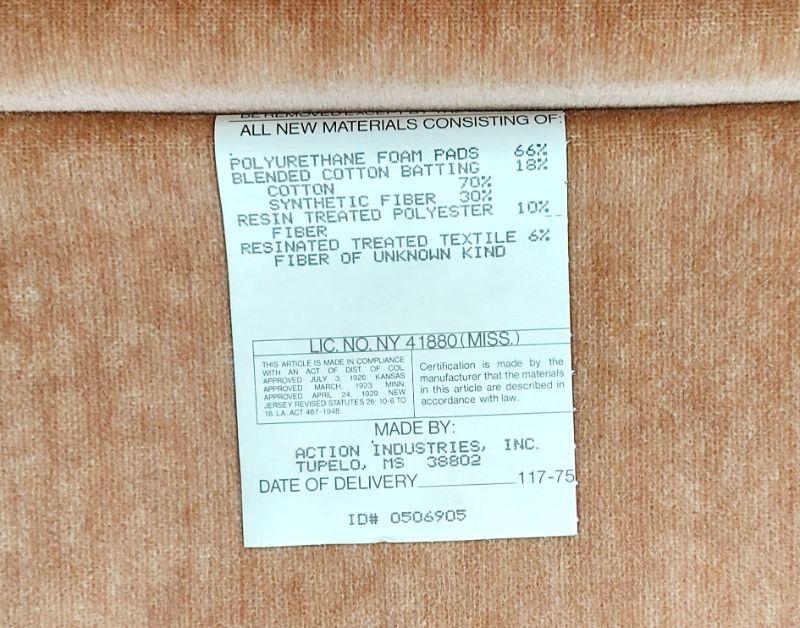 BE REMOVED EXCEPT BY THE
ALL NEW MATERIALS CONSISTING OF:
POLYURETHANE FOAM PADS 66%
BLENDED COTTON BATTING 18%
COTTON 70%
SYNTHETIC FIBER 30%
RESIN TREATED POLYESTER 10%
FIBER
RESINATED TREATED TEXTILE 6%
FIBER OF UNKNOWN KIND
LIC. NO. NY 41880 (MISS.)
THIS ARTICLE IS MADE IN COMPLIANCE
WITH AN ACT OF DIST. OF COL.
APPROVED JULY 3, 1926; KANSAS
APPROVED MARCH, 1923; MINN.
APPROVED APRIL 24, 1929; NEW
JERSEY REVISED STATUTES 26: 10-6 TO
18. LA. ACT 467-1948.
Certification is made by the
manufacturer that the materials
in this article are described in
accordance with law.
MADE BY:
ACTION INDUSTRIES, INC.
TUPELO, MS 38802
DATE OF DELIVERY 117-75
ID# 0506905